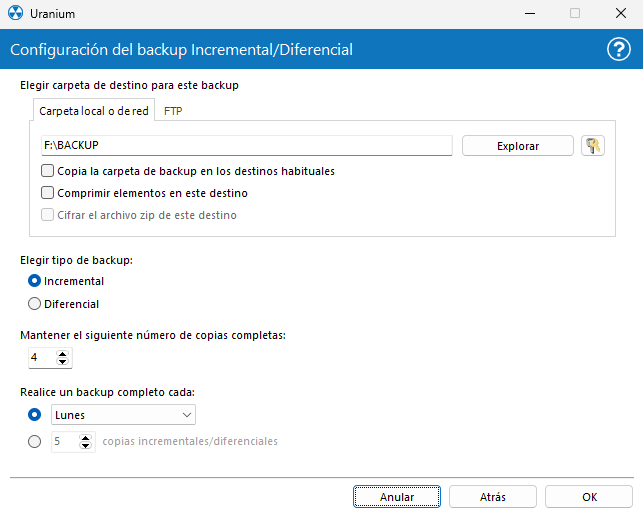 Uranium
Configuración del backup Incremental/Diferencial
Elegir carpeta de destino para este backup
Carpeta local o de red FTP
F:\BACKUP Explorar
Copia la carpeta de backup en los destinos habituales
Comprimir elementos en este destino
Cifrar el archivo zip de este destino
Elegir tipo de backup:
Incremental
Diferencial
Mantener el siguiente número de copias completas:
4
Realice un backup completo cada:
Lunes
5 copias incrementales/diferenciales
Anular Atrás OK